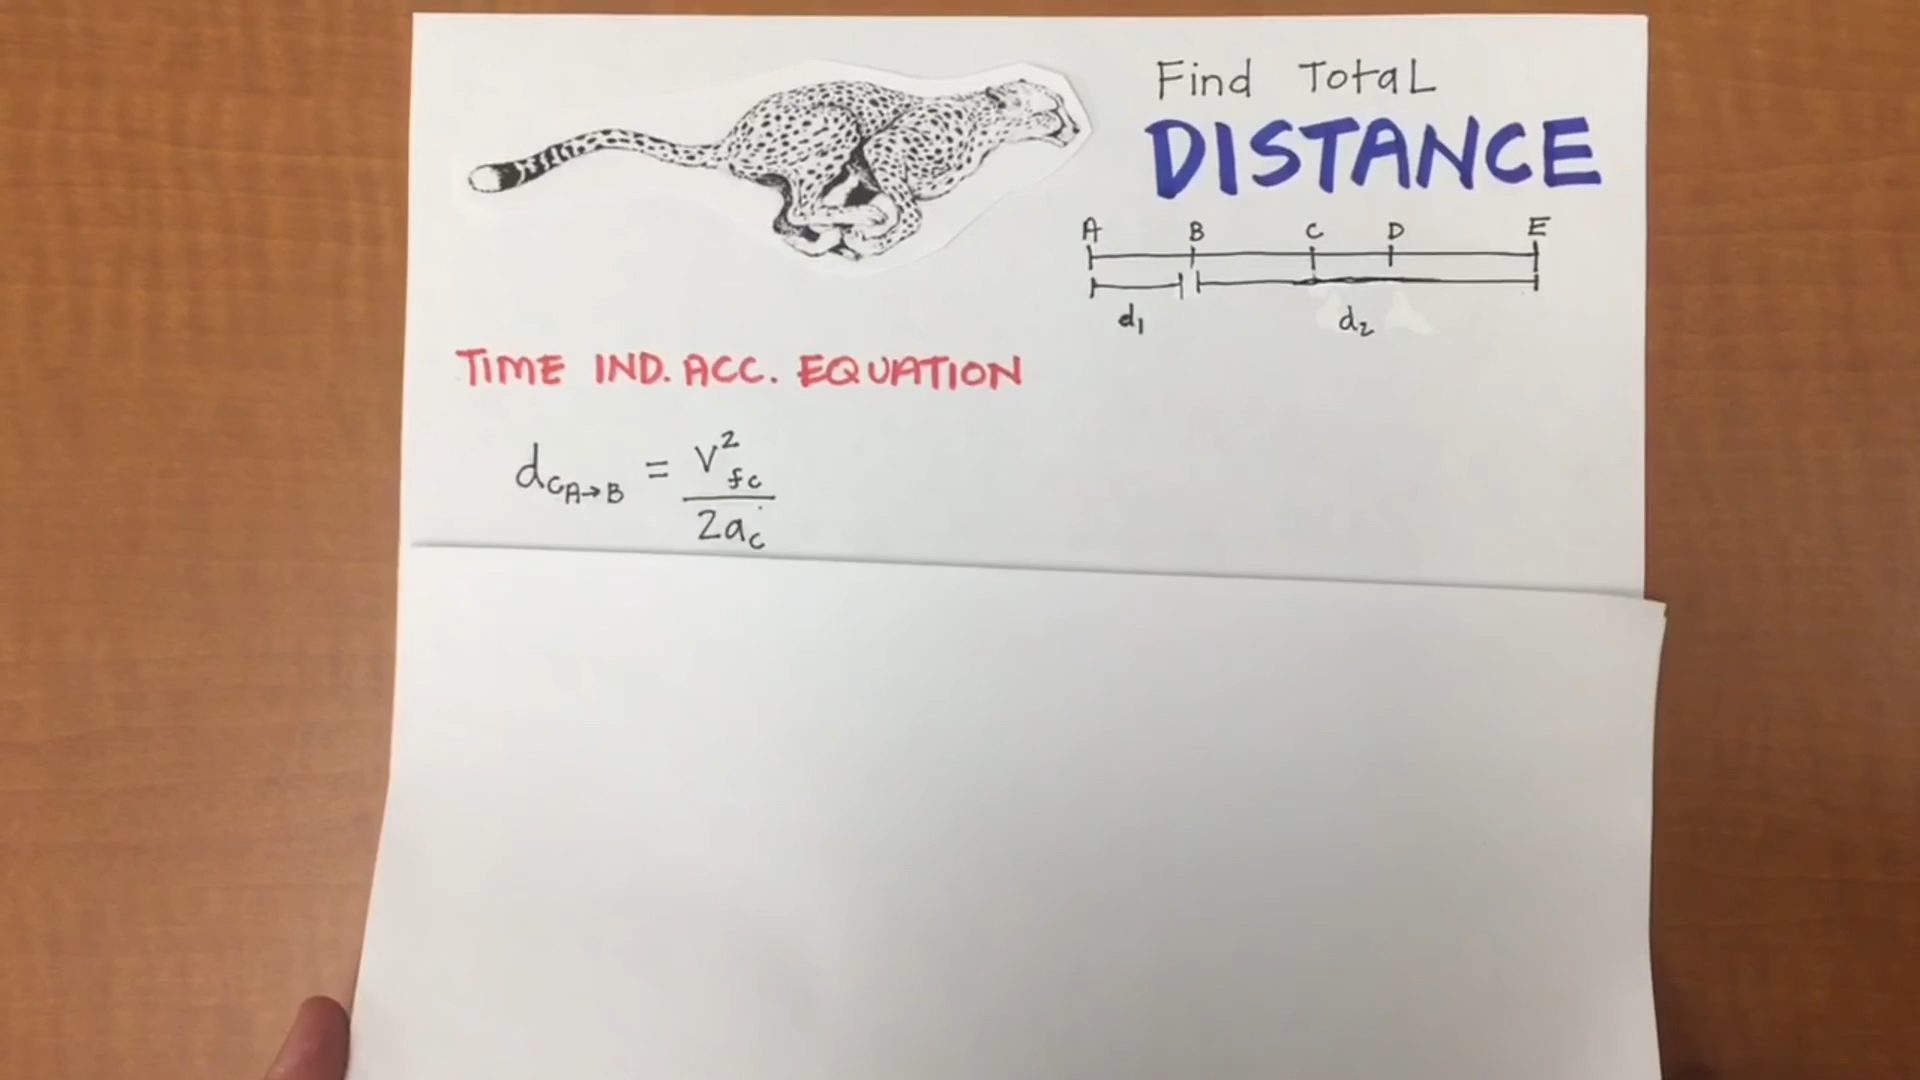 Find Total
DISTANCE
A B C D E
d1 d2
TIME IND. ACC. EQUATION
dcA→B = v²fc / 2ac